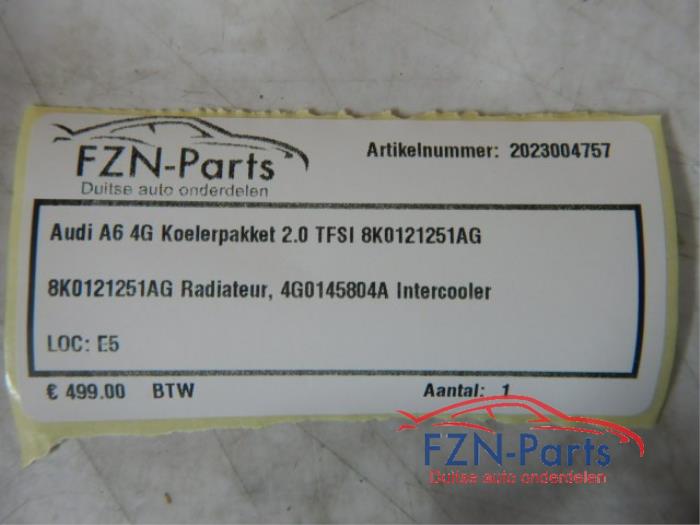 FZN-Parts
Duitse auto onderdelen
Artikelnummer: 2023004757
Audi A6 4G Koelerpakket 2.0 TFSI 8K0121251AG
8K0121251AG Radiateur, 4G0145804A Intercooler
LOC: E5
€ 499.00 BTW
Aantal: 1
FZN-Parts
Duitse auto onderdelen